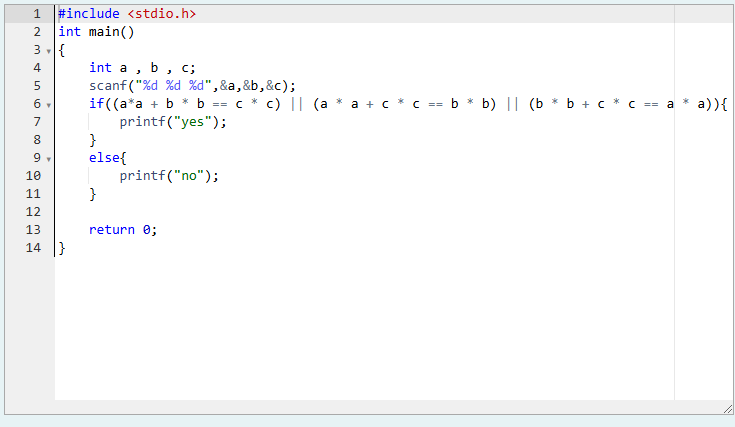 1 #include <stdio.h>
2 int main()
3 {
4 int a , b , c;
5 scanf("%d %d %d",&a,&b,&c);
6 if((a*a + b * b == c * c) || (a * a + c * c == b * b) || (b * b + c * c == a * a)){
7 printf("yes");
8 }
9 else{
10 printf("no");
11 }
12
13 return 0;
14 }